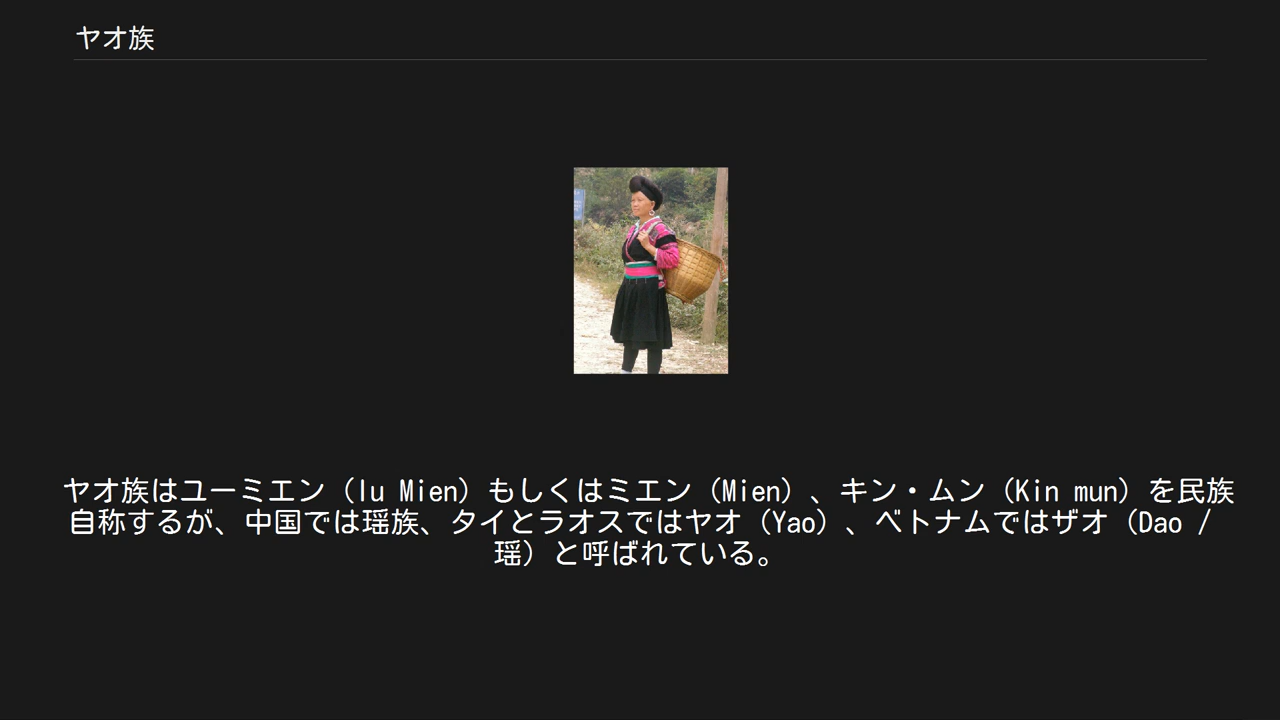 ヤオ族
ヤオ族はユーミエン（Iu Mien）もしくはミエン（Mien）、キン・ムン（Kin mun）を民族
自称するが、中国では瑶族、タイとラオスではヤオ（Yao）、ベトナムではザオ（Dao /
瑶）と呼ばれている。